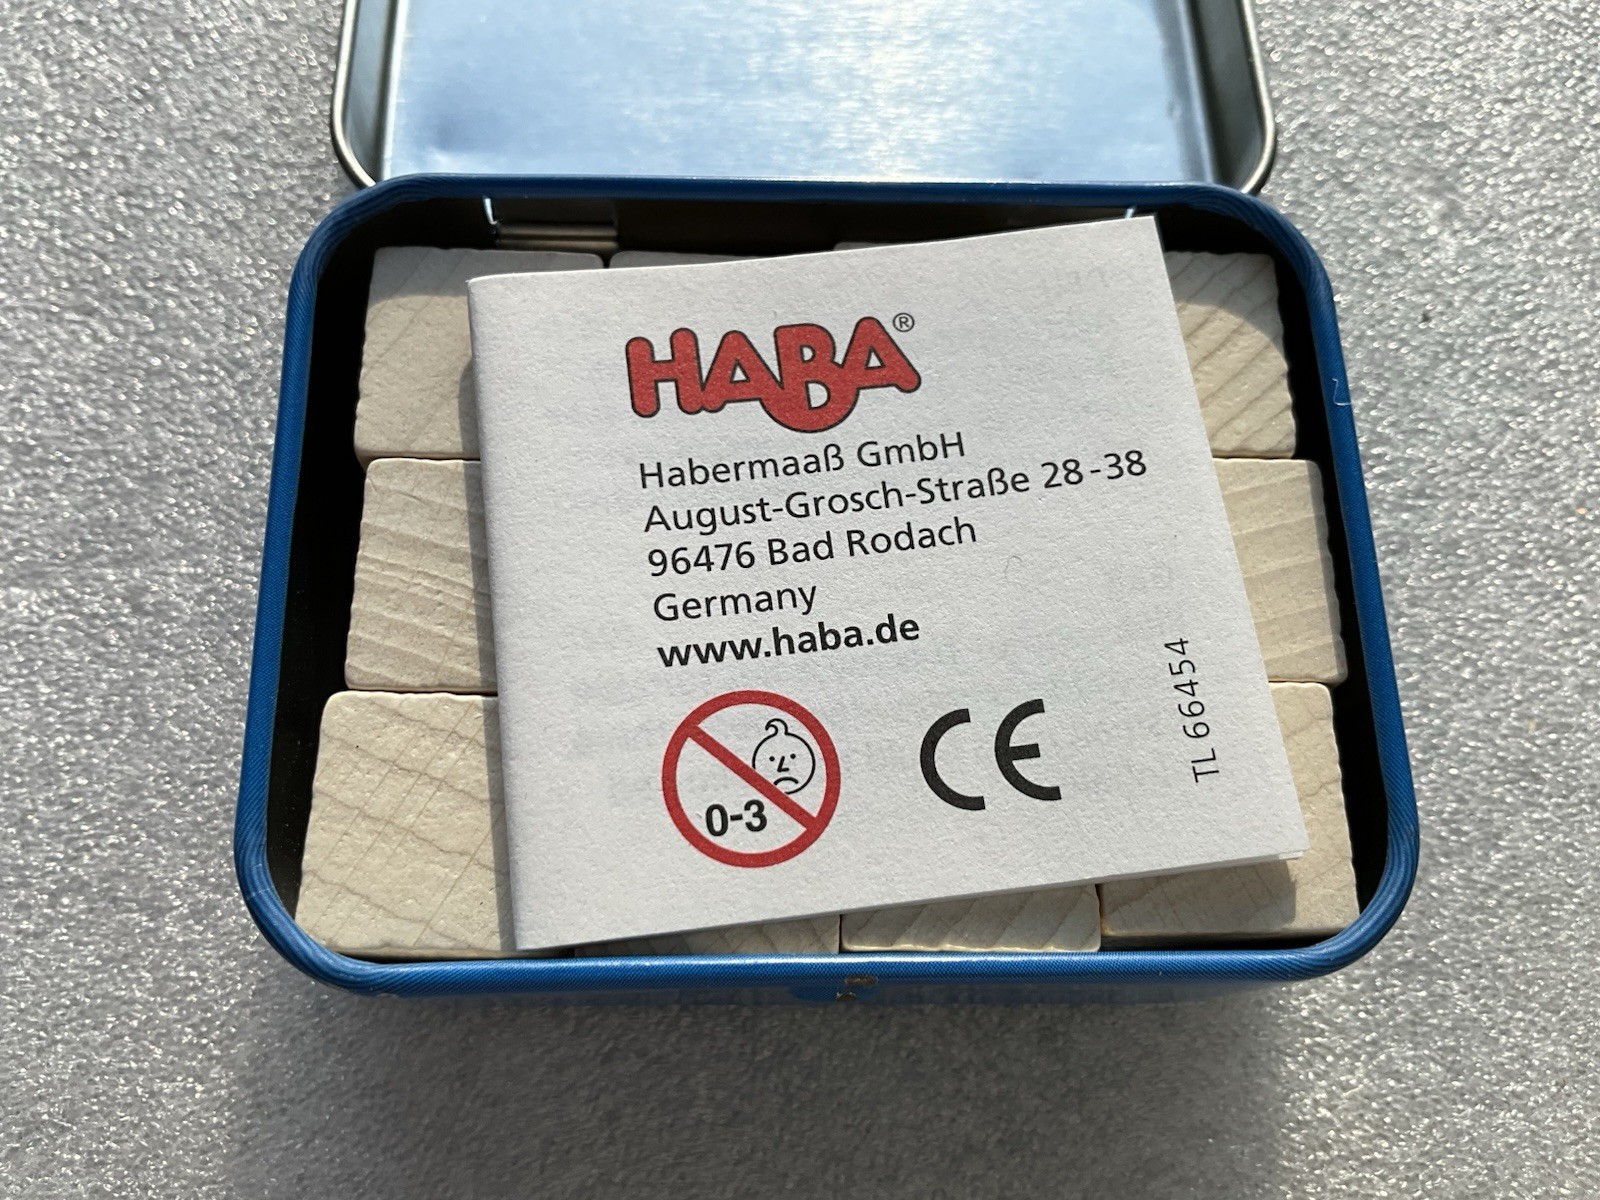 HABA®
Habermaaß GmbH
August-Grosch-Straße 28-38
96476 Bad Rodach
Germany
www.haba.de
0-3
CE
TL 66454